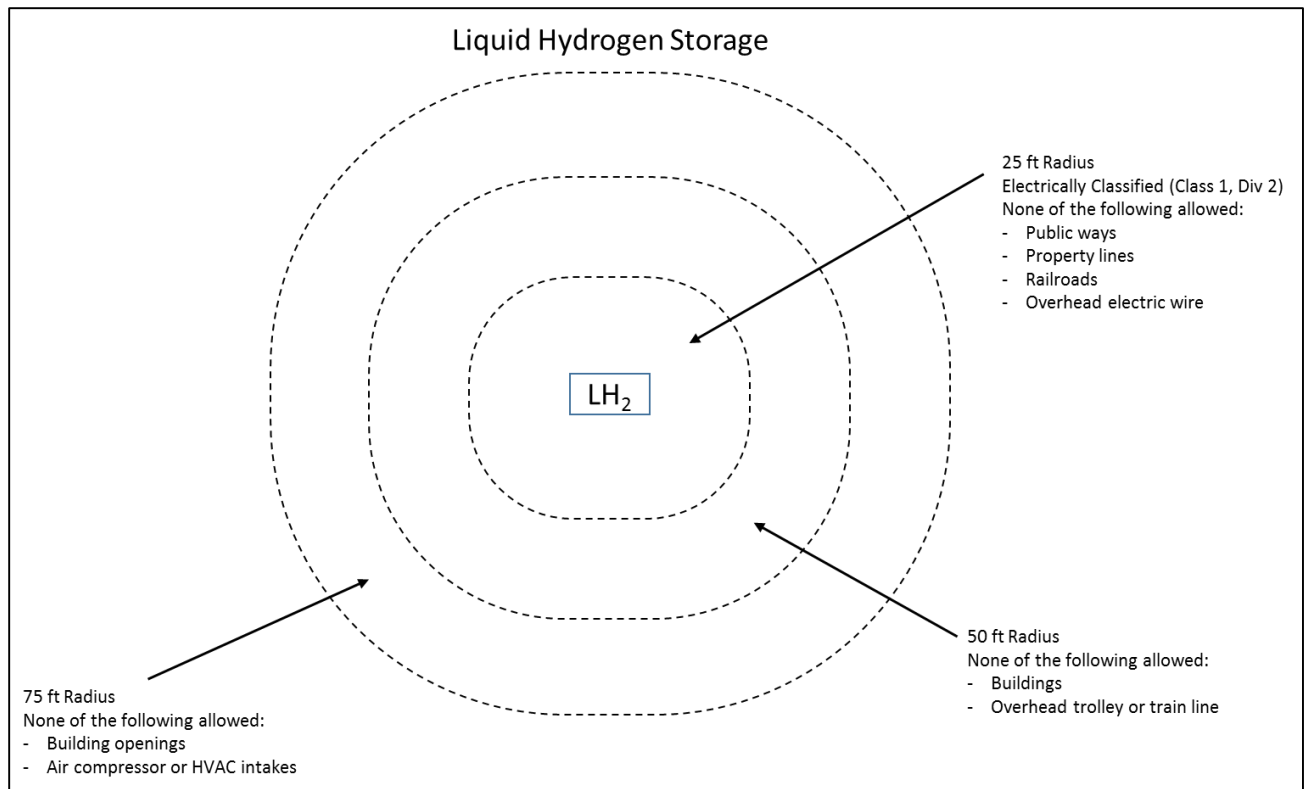 Liquid Hydrogen Storage
25 ft Radius
Electrically Classified (Class 1, Div 2)
None of the following allowed:
- Public ways
- Property lines
- Railroads
- Overhead electric wire
LH₂
50 ft Radius
None of the following allowed:
- Buildings
- Overhead trolley or train line
75 ft Radius
None of the following allowed:
- Building openings
- Air compressor or HVAC intakes